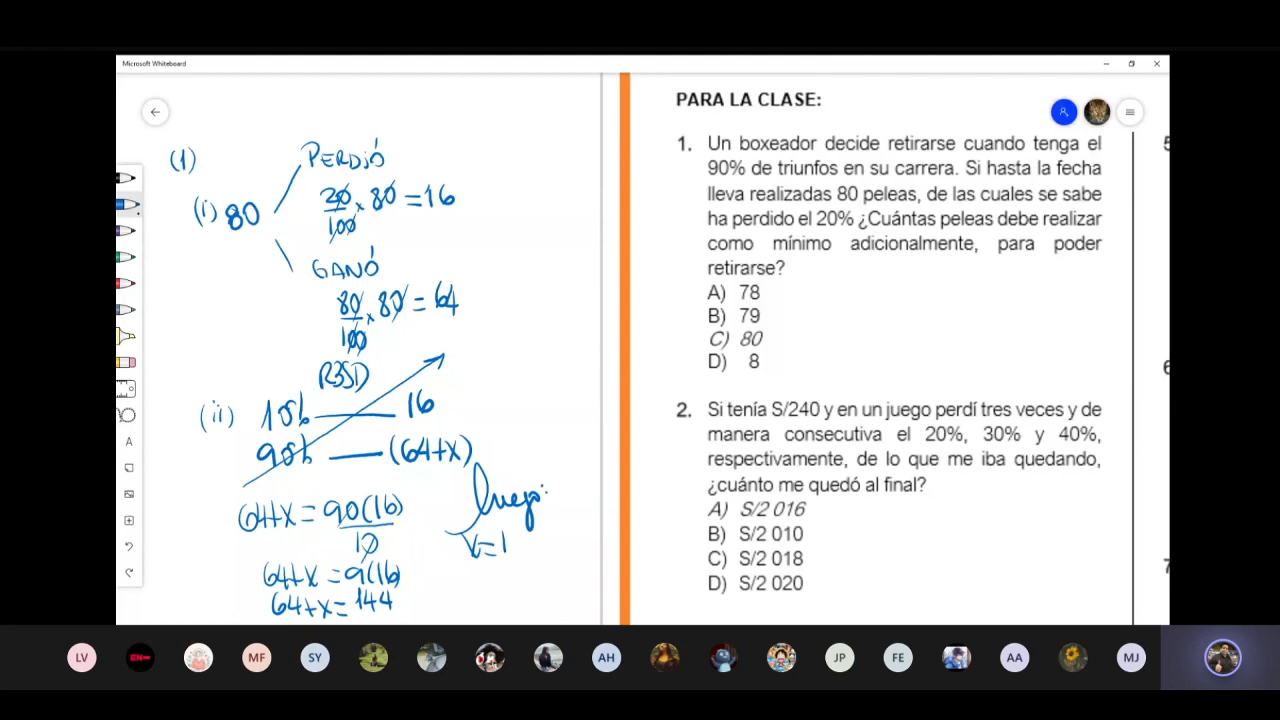 Microsoft Whiteboard
(1)
PERDIÓ
(i) 80
20/100 x 80 = 16
GANÓ
80/100 x 80 = 64
R3SD
(ii) 10% — 16
90% — (64+x)
64+x = 90(16)/10
luego:
x=1
64+x = 9(16)
64+x = 144
A
PARA LA CLASE:
1. Un boxeador decide retirarse cuando tenga el
90% de triunfos en su carrera. Si hasta la fecha
lleva realizadas 80 peleas, de las cuales se sabe
ha perdido el 20% ¿Cuántas peleas debe realizar
como mínimo adicionalmente, para poder
retirarse?
A) 78
B) 79
C) 80
D) 8
2. Si tenía S/240 y en un juego perdí tres veces y de
manera consecutiva el 20%, 30% y 40%,
respectivamente, de lo que me iba quedando,
¿cuánto me quedó al final?
A) S/2 016
B) S/2 010
C) S/2 018
D) S/2 020
5
6
7
LV
EN
MF
SY
AH
JP
FE
AA
MJ